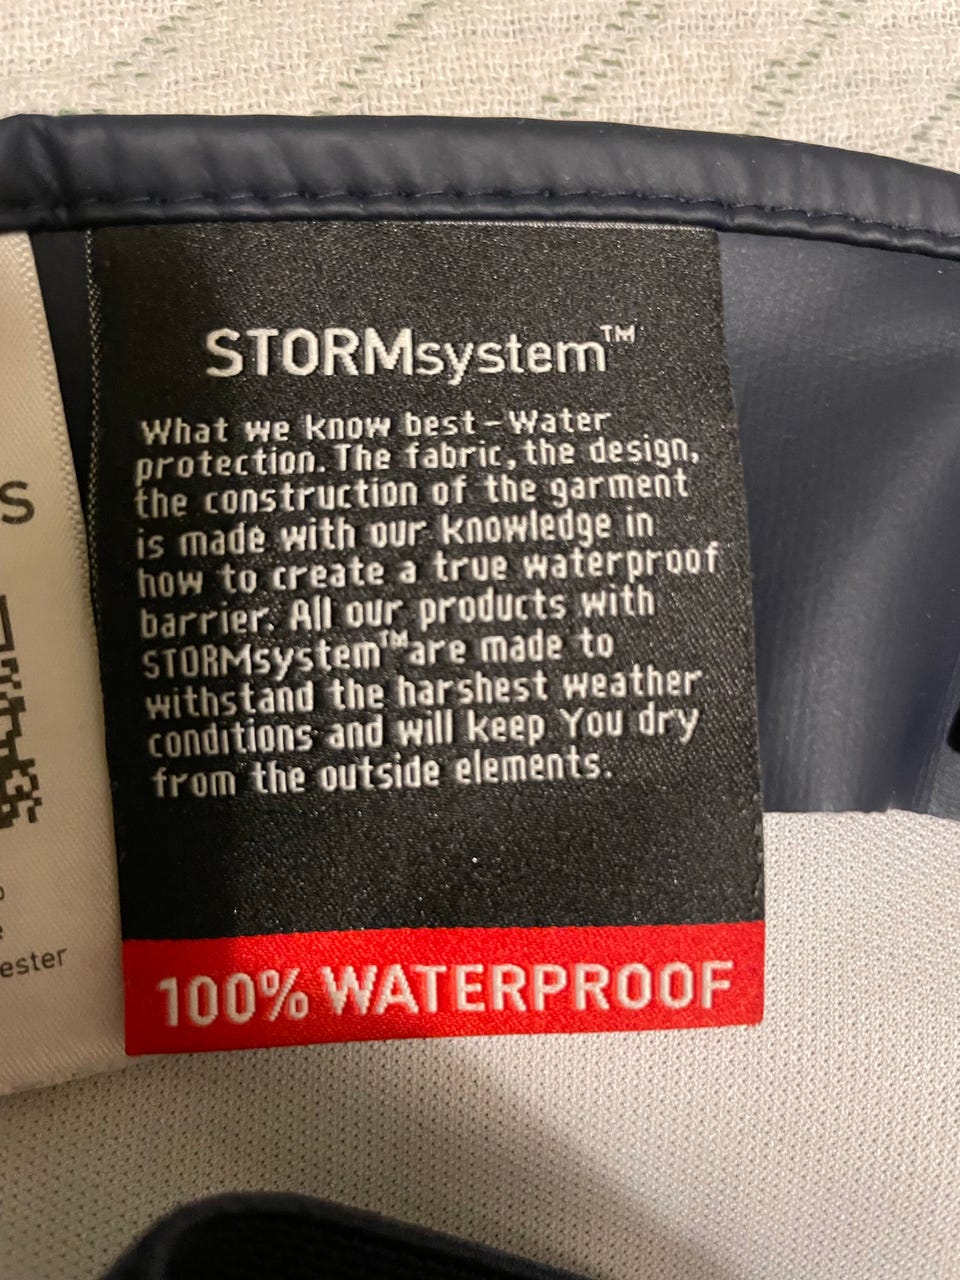 STORMsystem™
What we know best – Water
protection. The fabric, the design,
the construction of the garment
is made with our knowledge in
how to create a true waterproof
barrier. All our products with
STORMsystem™ are made to
withstand the harshest weather
conditions and will keep You dry
from the outside elements.
100% WATERPROOF
S
ester